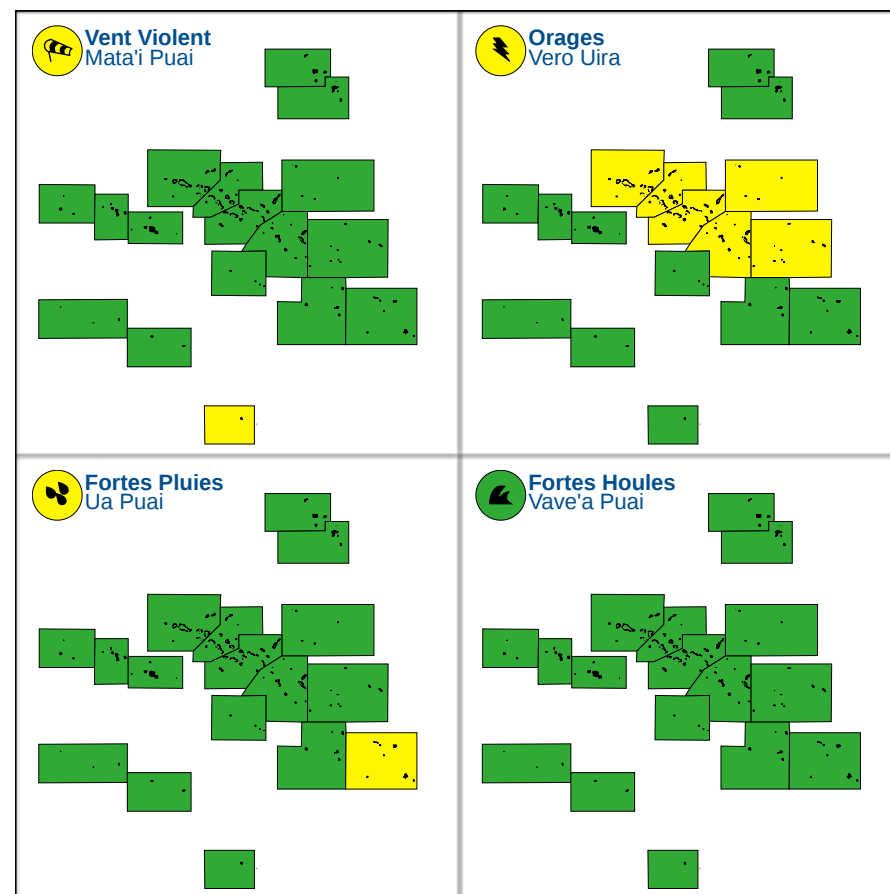 Vent Violent
Mata'i Puai
Orages
Vero Uira
Fortes Pluies
Ua Puai
Fortes Houles
Vave'a Puai